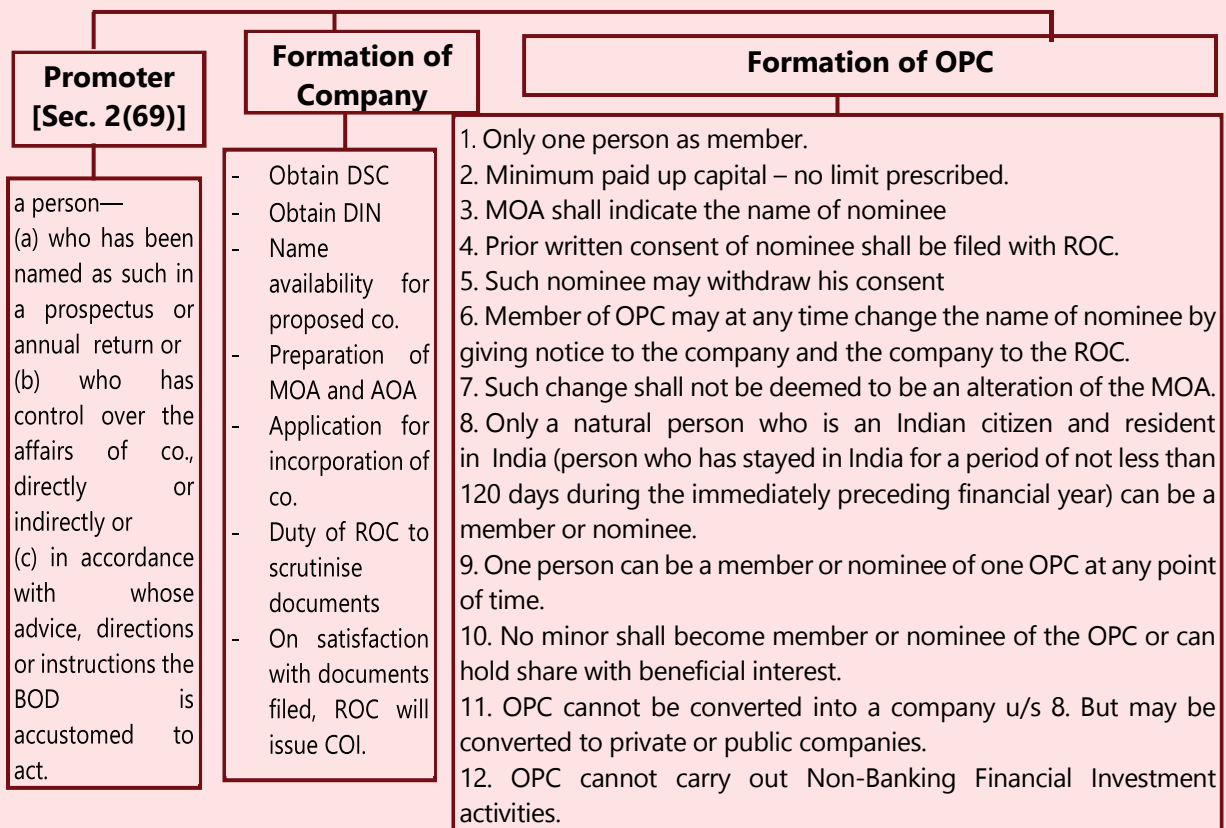 Promoter
[Sec. 2(69)]
a person—
(a) who has been
named as such in
a prospectus or
annual return or
(b) who has
control over the
affairs of co.,
directly or
indirectly or
(c) in accordance
with whose
advice, directions
or instructions the
BOD is
accustomed to
act.
Formation of
Company
- Obtain DSC
- Obtain DIN
- Name
availability for
proposed co.
- Preparation of
MOA and AOA
- Application for
incorporation of
co.
- Duty of ROC to
scrutinise
documents
- On satisfaction
with documents
filed, ROC will
issue COI.
Formation of OPC
1. Only one person as member.
2. Minimum paid up capital – no limit prescribed.
3. MOA shall indicate the name of nominee
4. Prior written consent of nominee shall be filed with ROC.
5. Such nominee may withdraw his consent
6. Member of OPC may at any time change the name of nominee by
giving notice to the company and the company to the ROC.
7. Such change shall not be deemed to be an alteration of the MOA.
8. Only a natural person who is an Indian citizen and resident
in India (person who has stayed in India for a period of not less than
120 days during the immediately preceding financial year) can be a
member or nominee.
9. One person can be a member or nominee of one OPC at any point
of time.
10. No minor shall become member or nominee of the OPC or can
hold share with beneficial interest.
11. OPC cannot be converted into a company u/s 8. But may be
converted to private or public companies.
12. OPC cannot carry out Non-Banking Financial Investment
activities.